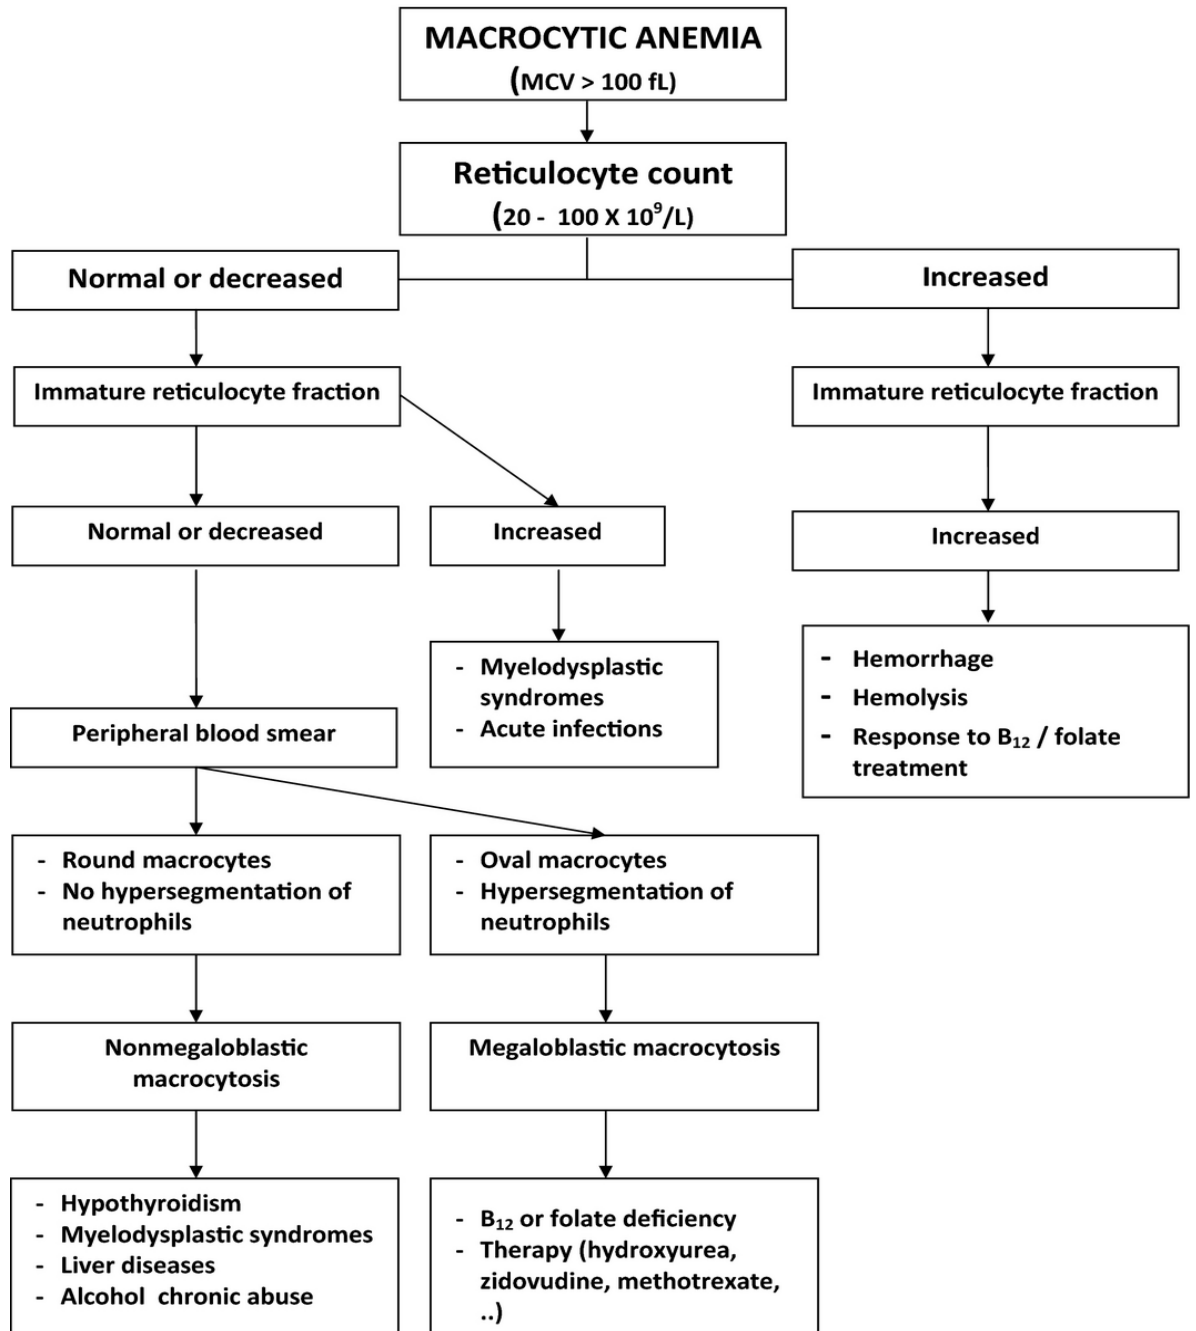 MACROCYTIC ANEMIA
(MCV > 100 fL)
Reticulocyte count
(20 - 100 X 10⁹/L)
Normal or decreased
Increased
Immature reticulocyte fraction
Immature reticulocyte fraction
Normal or decreased
Increased
Increased
- Myelodysplastic
syndromes
- Acute infections
- Hemorrhage
- Hemolysis
- Response to B₁₂ / folate
treatment
Peripheral blood smear
- Round macrocytes
- No hypersegmentation of
neutrophils
- Oval macrocytes
- Hypersegmentation of
neutrophils
Nonmegaloblastic
macrocytosis
Megaloblastic macrocytosis
- Hypothyroidism
- Myelodysplastic syndromes
- Liver diseases
- Alcohol chronic abuse
- B₁₂ or folate deficiency
- Therapy (hydroxyurea,
zidovudine, methotrexate,
..)